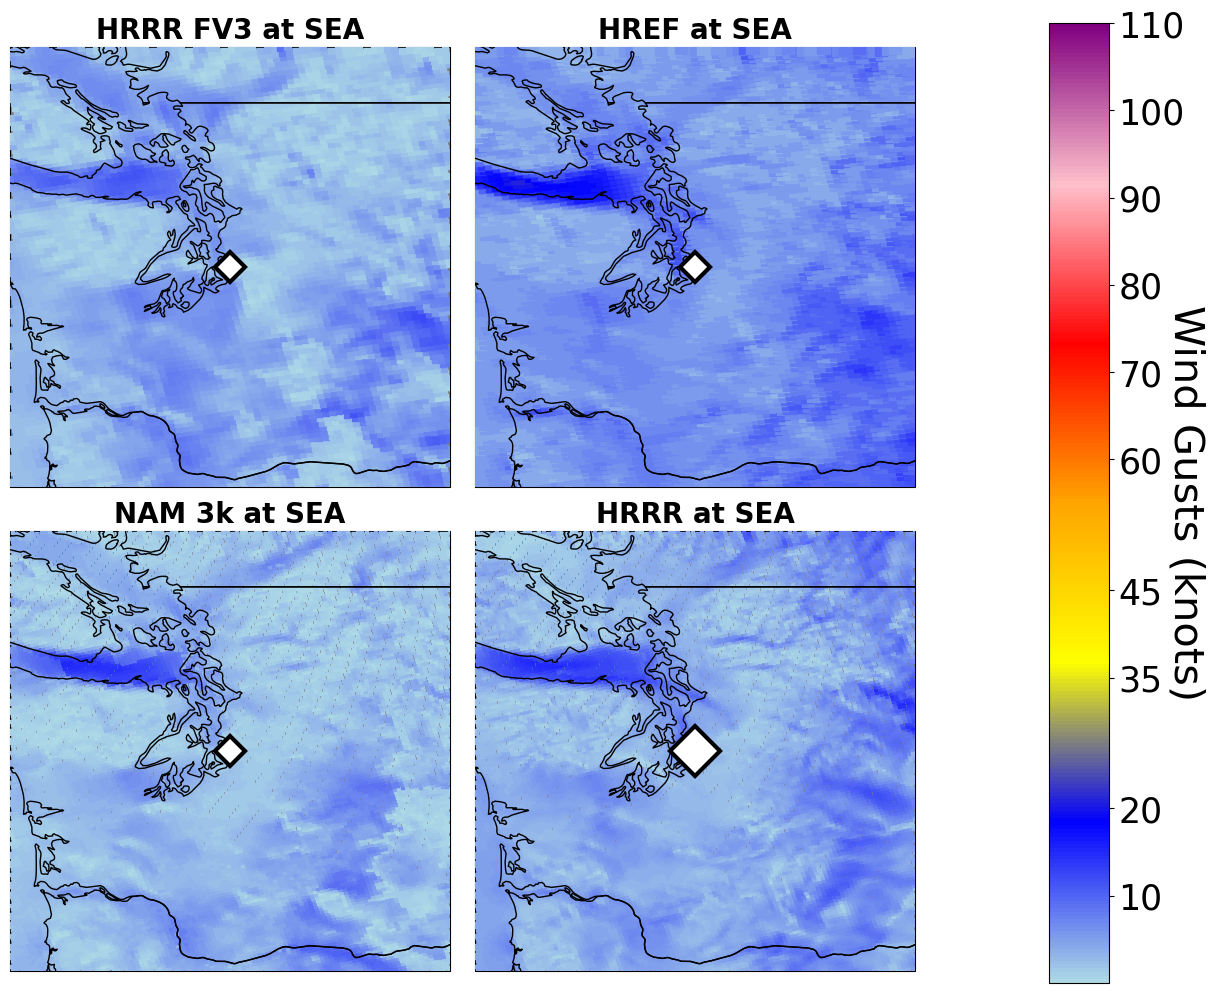 HRRR FV3 at SEA
HREF at SEA
NAM 3k at SEA
HRRR at SEA
110
100
90
80
70
60
45
35
20
10
Wind Gusts (knots)